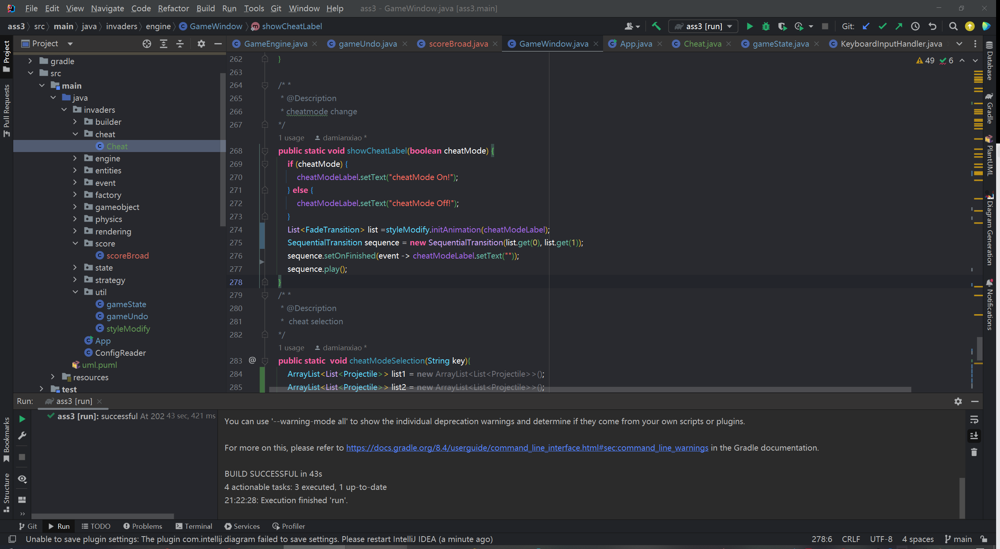 File Edit View Navigate Code Refactor Build Run Tools Git Window Help ass3 - GameWindow.java [ass3.main]
ass3 src main java invaders engine GameWindow showCheatLabel ass3 [run] Git:
Project
GameEngine.java gameUndo.java scoreBroad.java GameWindow.java App.java Cheat.java gameState.java KeyboardInputHandler.java
Project
Pull Requests
Bookmarks
Structure
gradle
src
main
java
invaders
builder
cheat
Cheat
engine
entities
event
factory
gameobject
physics
rendering
score
scoreBroad
state
strategy
util
gameState
gameUndo
styleModify
App
ConfigReader
uml.puml
resources
test
49 6
262 }
263
264 /* *
265 * @Description
266 * cheatmode change
267 */
1 usage damianxiao *
268 public static void showCheatLabel(boolean cheatMode) {
269 if (cheatMode) {
270 cheatModeLabel.setText("cheatMode On!");
271 } else {
272 cheatModeLabel.setText("cheatMode Off!");
273 }
274 List<FadeTransition> list =styleModify.initAnimation(cheatModeLabel);
275 SequentialTransition sequence = new SequentialTransition(list.get(0), list.get(1));
276 sequence.setOnFinished(event -> cheatModeLabel.setText(""));
277 sequence.play();
278 }
279 /* *
280 * @Description
281 * cheat selection
282 */
1 usage damianxiao *
283 @ public static void cheatModeSelection(String key){
284 ArrayList<List<Projectile>> list1 = new ArrayList<List<Projectile>>();
285 ArrayList<List<Projectile>> list2 = new ArrayList<List<Projectile>>();
Database
Gradle
PlantUML
Diagram Generation
Notifications
Run: ass3 [run]
ass3 [run]: successful At 202 43 sec, 421 ms
You can use '--warning-mode all' to show the individual deprecation warnings and determine if they come from your own scripts or plugins.
For more on this, please refer to https://docs.gradle.org/8.4/userguide/command_line_interface.html#sec:command_line_warnings in the Gradle documentation.
BUILD SUCCESSFUL in 43s
4 actionable tasks: 3 executed, 1 up-to-date
21:22:28: Execution finished 'run'.
Git Run TODO Problems Terminal Services Profiler
Unable to save plugin settings: The plugin com.intellij.diagram failed to save settings. Please restart IntelliJ IDEA (a minute ago) 278:6 CRLF UTF-8 4 spaces main